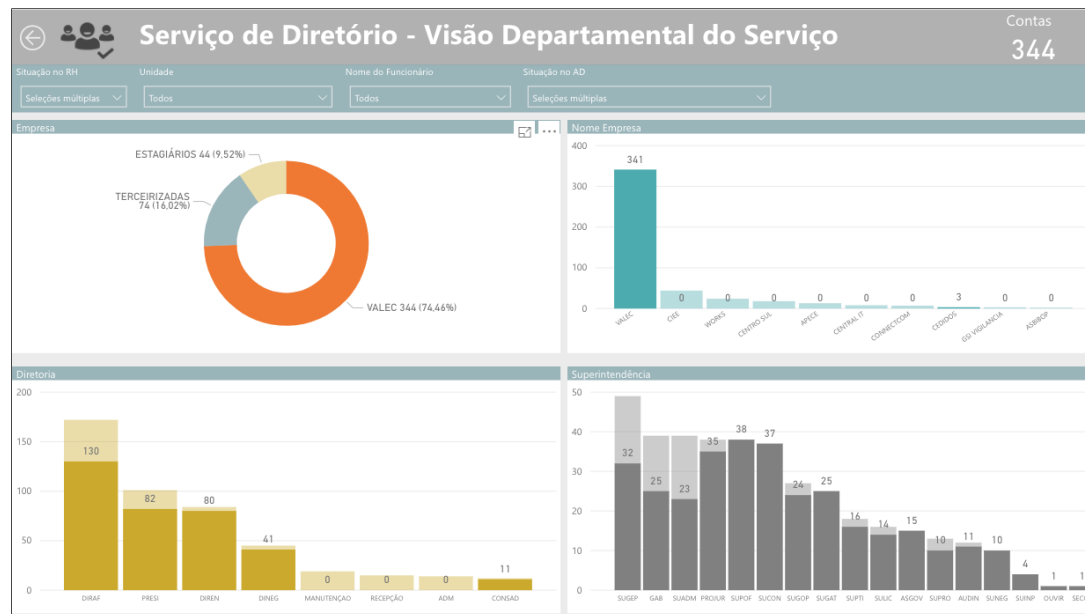 Serviço de Diretório - Visão Departamental do Serviço
Contas
344
Situação no RH
Unidade
Nome do Funcionário
Situação no AD
Seleções múltiplas
Todos
Todos
Seleções múltiplas
Empresa
ESTAGIÁRIOS 44 (9,52%)
TERCEIRIZADAS
74 (16,02%)
VALEC 344 (74,46%)
Nome Empresa
400
300
200
100
0
341
0
0
0
0
0
0
3
0
0
VALEC
CIEE
WORKS
CENTRO SUL
APECE
CENTRAL IT
CONNECTCOM
CEDIDOS
GSI VIGILANCIA
ASBIBOP
Diretoria
200
150
100
50
0
130
82
80
41
0
0
0
11
DIRAF
PRESI
DIREN
DINEG
MANUTENÇAO
RECEPÇÃO
ADM
CONSAD
Superintendência
50
40
30
20
10
0
32
25
23
35
38
37
24
25
16
14
15
10
11
10
4
1
1
SUGEP
GAB
SUADM
PROJUR
SUPOF
SUCON
SUGOP
SUGAT
SUPTI
SULIC
ASGOV
SUPRO
AUDIN
SUNEG
SUINP
OUVIR